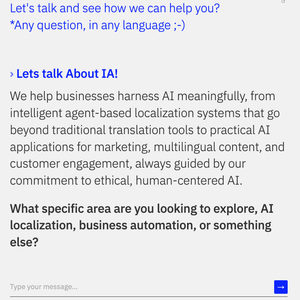 Let's talk and see how we can help you?
*Any question, in any language ;-)
› Lets talk About IA!
We help businesses harness AI meaningfully, from
intelligent agent-based localization systems that go
beyond traditional translation tools to practical AI
applications for marketing, multilingual content, and
customer engagement, always guided by our
commitment to ethical, human-centered AI.
What specific area are you looking to explore, AI
localization, business automation, or something
else?
Type your message...